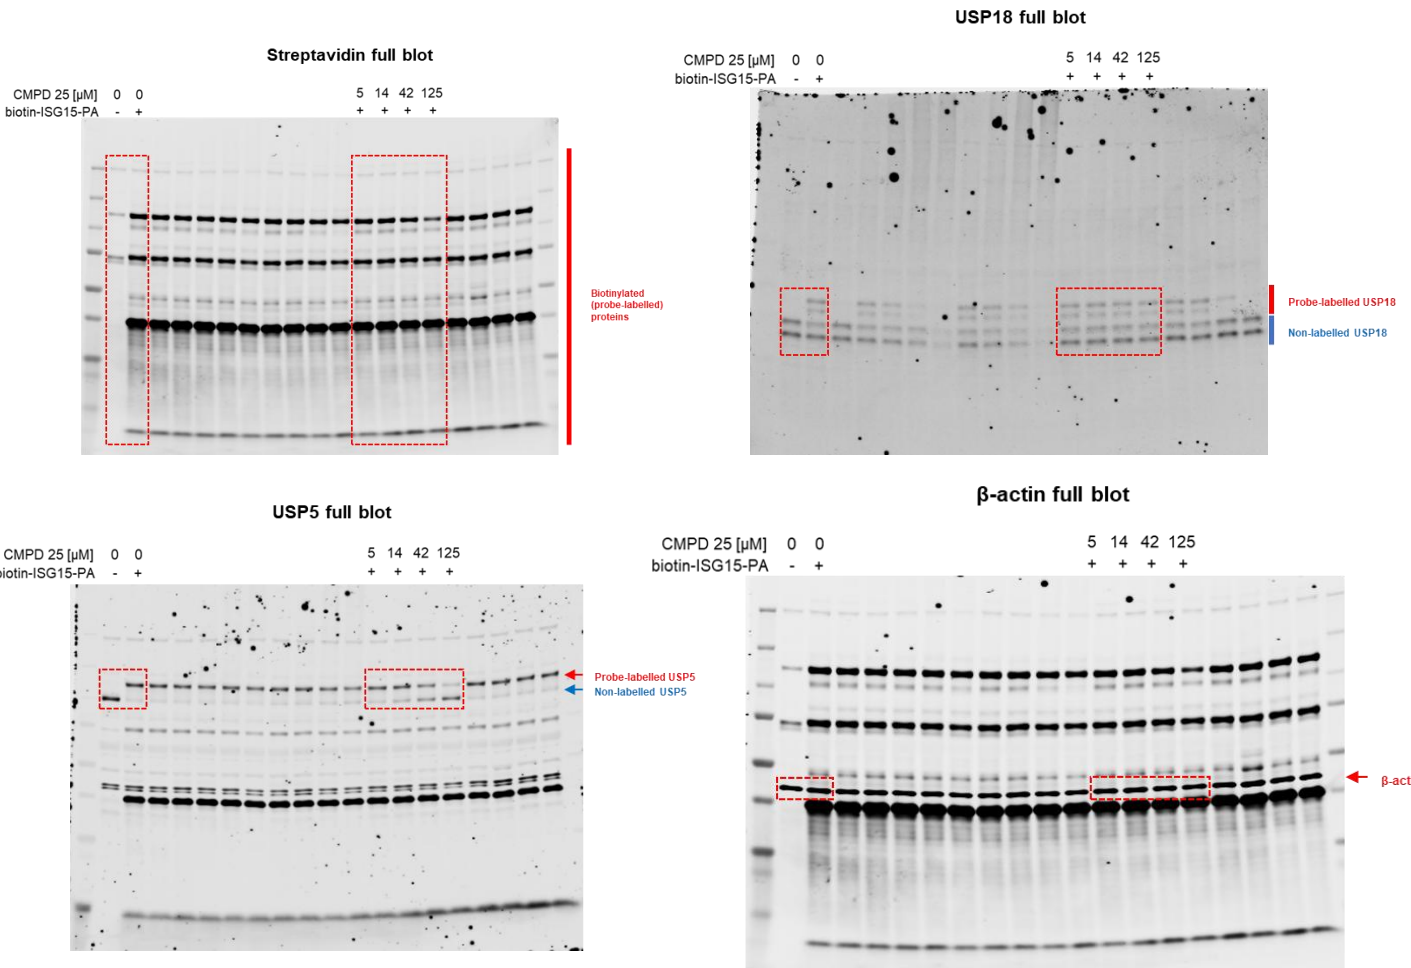 Streptavidin full blot
CMPD 25 [µM] 0 0 5 14 42 125
biotin-ISG15-PA - + + + + +
Biotinylated
(probe-labelled)
proteins
USP18 full blot
CMPD 25 [µM] 0 0 5 14 42 125
biotin-ISG15-PA - + + + + +
Probe-labelled USP18
Non-labelled USP18
USP5 full blot
CMPD 25 [µM] 0 0 5 14 42 125
biotin-ISG15-PA - + + + + +
Probe-labelled USP5
Non-labelled USP5
β-actin full blot
CMPD 25 [µM] 0 0 5 14 42 125
biotin-ISG15-PA - + + + + +
β-act